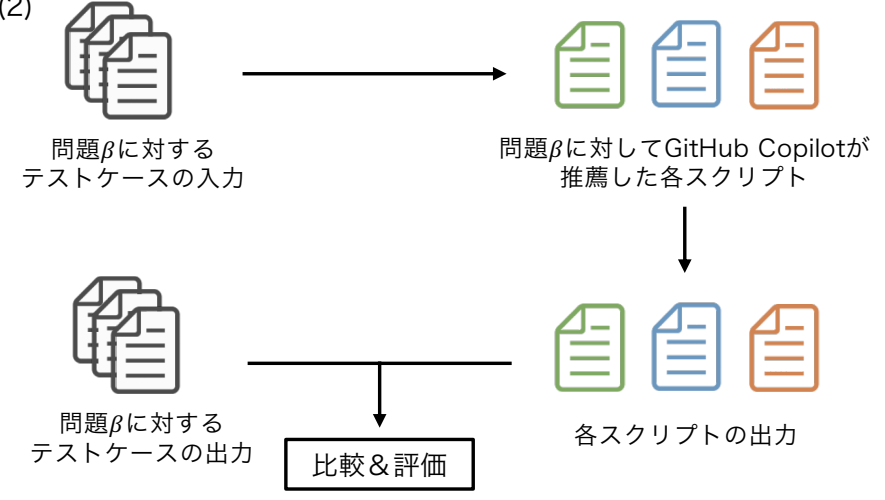 (2)
問題βに対する
テストケースの入力
問題βに対してGitHub Copilotが
推薦した各スクリプト
問題βに対する
テストケースの出力
各スクリプトの出力
比較＆評価